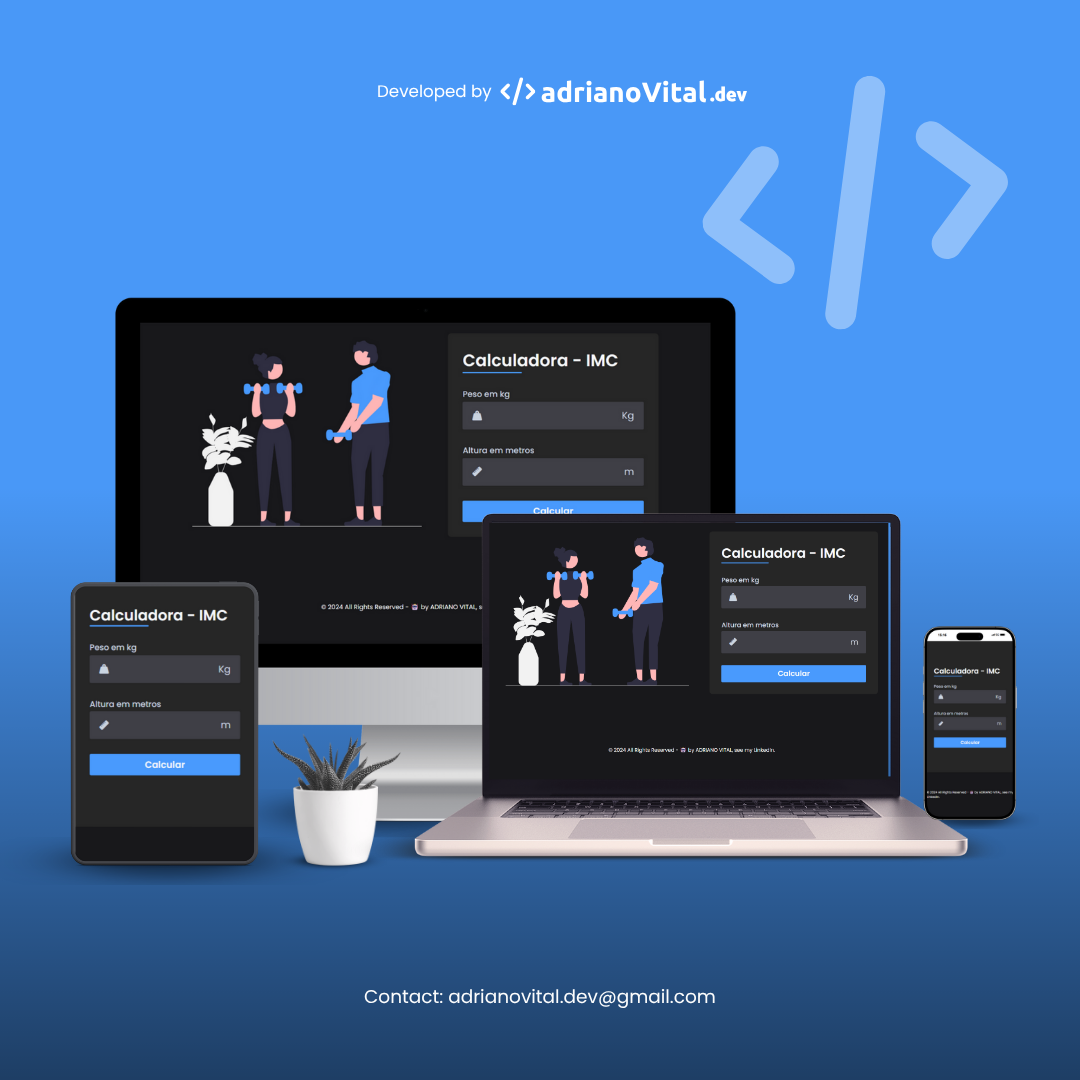 Developed by </> adrianoVital.dev
</>
Calculadora - IMC
Peso em kg
Kg
Altura em metros
m
Calcular
© 2024 All Rights Reserved - by ADRIANO VITAL, s
Calculadora - IMC
Peso em kg
Kg
Altura em metros
m
Calcular
© 2024 All Rights Reserved - by ADRIANO VITAL, see my LinkedIn.
Calculadora - IMC
Peso em kg
Kg
Altura em metros
m
Calcular
Calculadora - IMC
Peso em kg
Kg
Altura em metros
m
Calcular
© 2024 All Rights Reserved - by ADRIANO VITAL, see my
LinkedIn.
Contact: adrianovital.dev@gmail.com